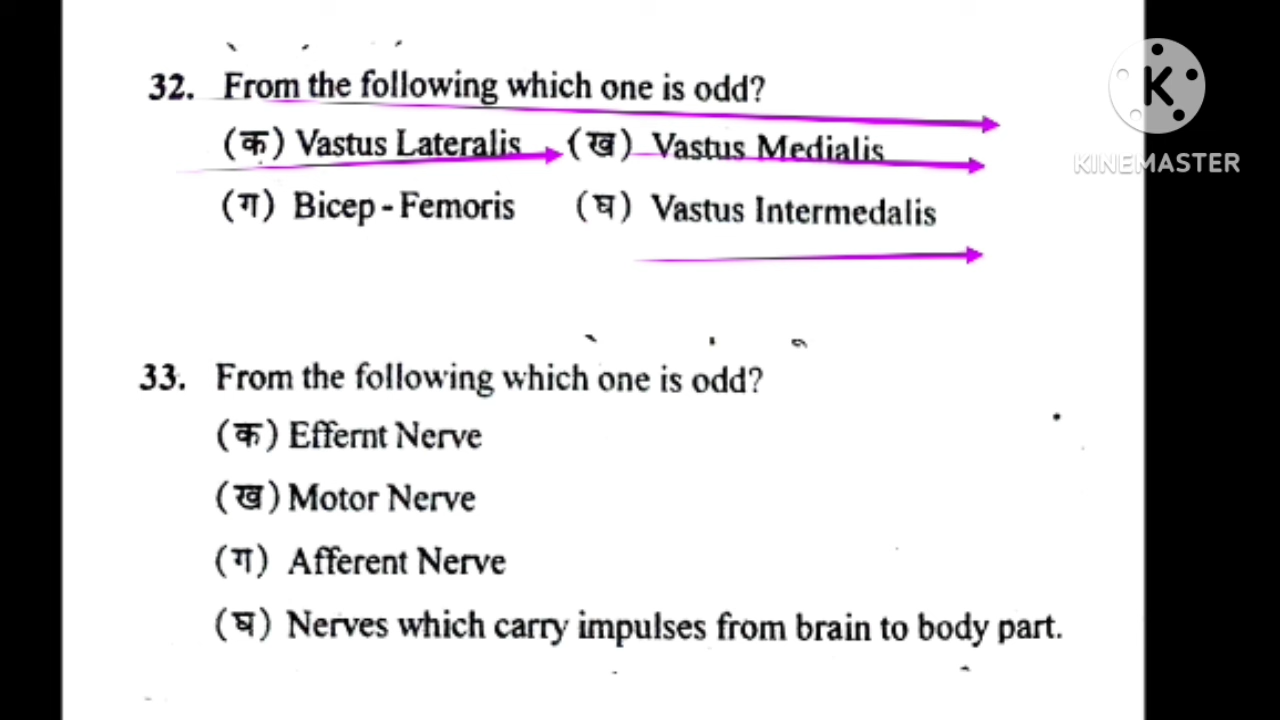 32. From the following which one is odd?
(क) Vastus Lateralis (ख) Vastus Medialis
(ग) Bicep - Femoris (घ) Vastus Intermedalis
33. From the following which one is odd?
(क) Effernt Nerve
(ख) Motor Nerve
(ग) Afferent Nerve
(घ) Nerves which carry impulses from brain to body part.
K
KINEMASTER